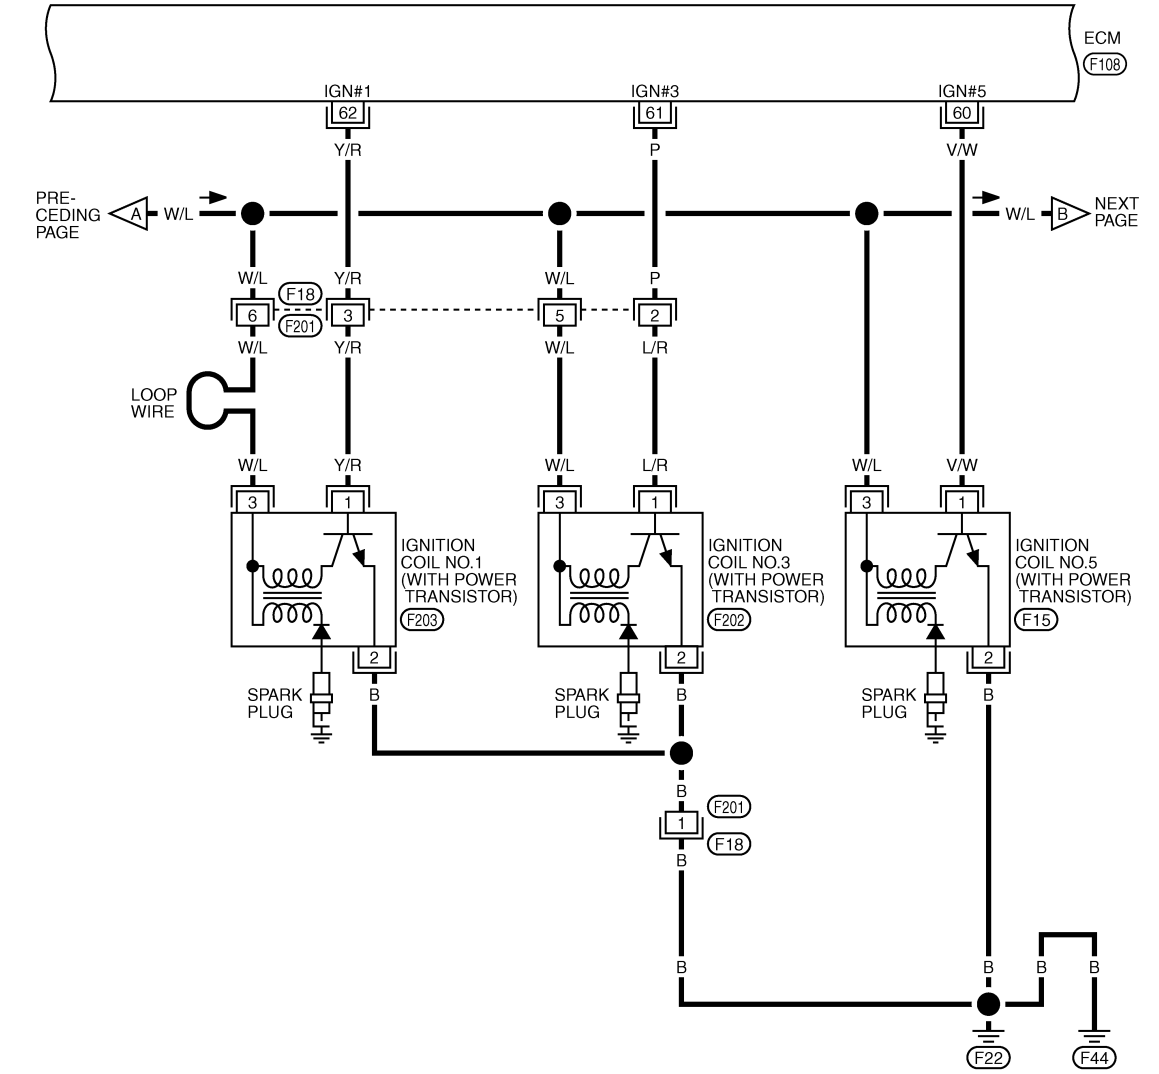 ECM
F108
IGN#1
IGN#3
IGN#5
62
61
60
Y/R
P
V/W
PRE-
CEDING
PAGE
A
W/L
W/L
B
NEXT
PAGE
W/L
Y/R
W/L
P
F18
6
3
5
2
F201
W/L
Y/R
W/L
L/R
LOOP
WIRE
W/L
Y/R
W/L
L/R
W/L
V/W
3
1
3
1
3
1
IGNITION
COIL NO.1
(WITH POWER
TRANSISTOR)
F203
IGNITION
COIL NO.3
(WITH POWER
TRANSISTOR)
F202
IGNITION
COIL NO.5
(WITH POWER
TRANSISTOR)
F15
2
2
2
SPARK
PLUG
B
SPARK
PLUG
B
SPARK
PLUG
B
B
F201
1
F18
B
B
B
B
B
F22
F44